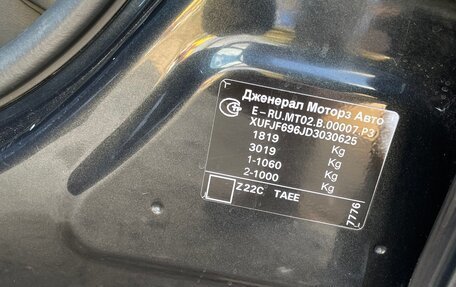 Дженерал Моторз Авто
E-RU.MT02.B.00007.P3
XUFJF696JD3030625
1819 Kg
3019 Kg
1-1060 Kg
2-1000 Kg
Z22C TAEE
7776